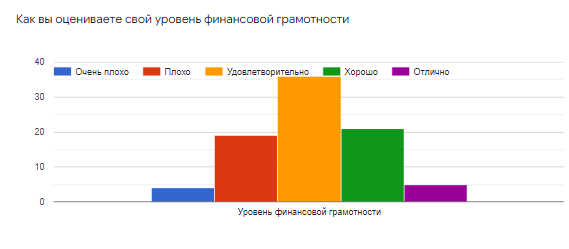 Как вы оцениваете свой уровень финансовой грамотности
40
Очень плохо Плохо Удовлетворительно Хорошо Отлично
30
20
10
0
Уровень финансовой грамотности